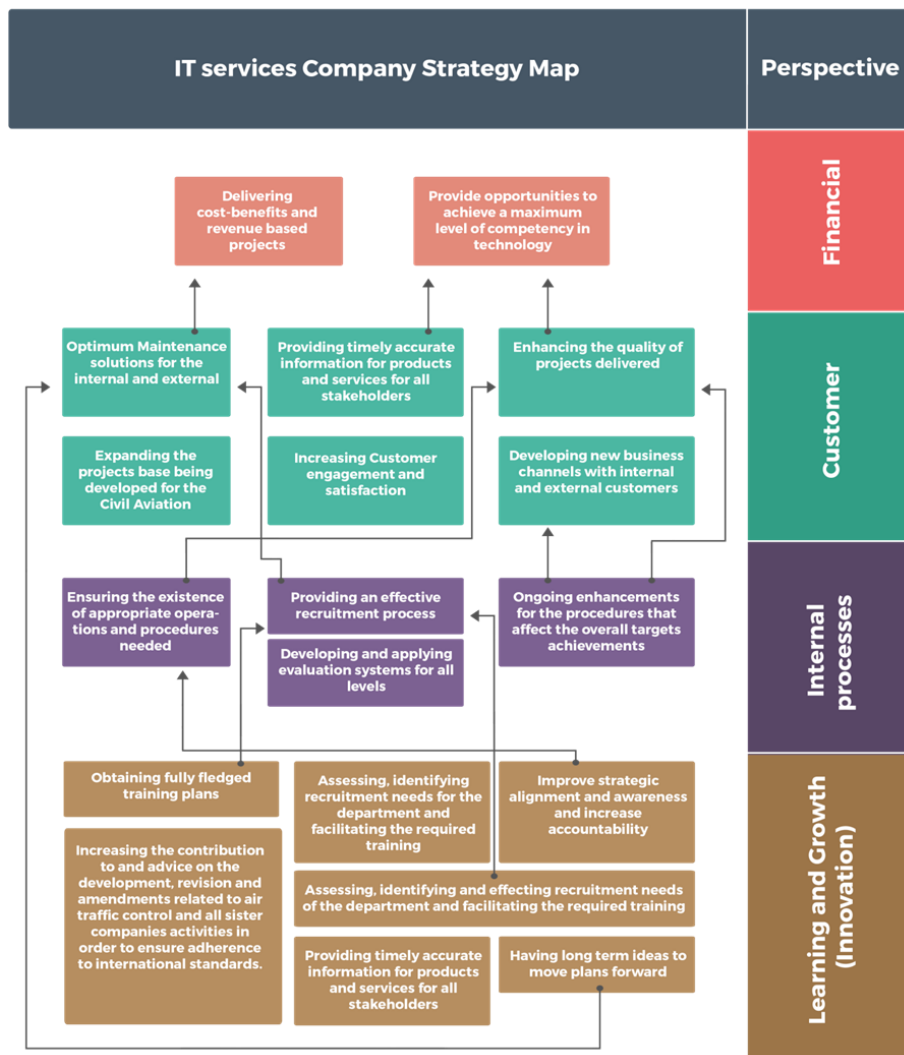 IT services Company Strategy Map
Perspective
Financial
Delivering
cost-benefits and
revenue based
projects
Provide opportunities to
achieve a maximum
level of competency in
technology
Customer
Optimum Maintenance
solutions for the
internal and external
Providing timely accurate
information for products
and services for all
stakeholders
Enhancing the quality of
projects delivered
Expanding the
projects base being
developed for the
Civil Aviation
Increasing Customer
engagement and
satisfaction
Developing new business
channels with internal
and external customers
Internal
processes
Ensuring the existence
of appropriate opera-
tions and procedures
needed
Providing an effective
recruitment process
Developing and applying
evaluation systems for all
levels
Ongoing enhancements
for the procedures that
affect the overall targets
achievements
Learning and Growth
(Innovation)
Obtaining fully fledged
training plans
Assessing, identifying
recruitment needs for the
department and
facilitating the required
training
Improve strategic
alignment and awareness
and increase
accountability
Increasing the contribution
to and advice on the
development, revision and
amendments related to air
traffic control and all sister
companies activities in
order to ensure adherence
to international standards.
Assessing, identifying and effecting recruitment needs
of the department and facilitating the required training
Providing timely accurate
information for products
and services for all
stakeholders
Having long term ideas to
move plans forward